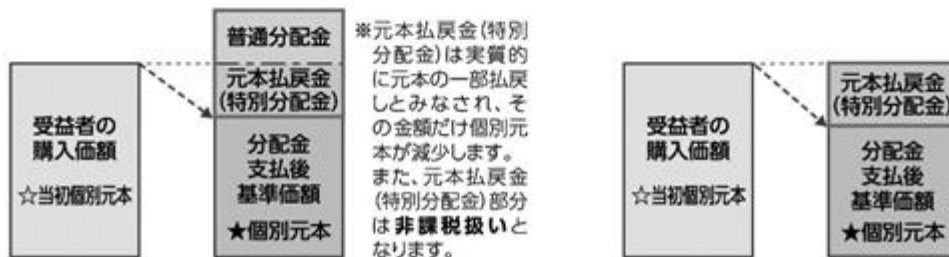 受益者の
購入価額
☆当初個別元本
普通分配金
元本払戻金
(特別分配金)
分配金
支払後
基準価額
★個別元本
※元本払戻金(特別
分配金)は実質的
に元本の一部払戻
しとみなされ、そ
の金額だけ個別元
本が減少します。
また、元本払戻金
(特別分配金)部分
は非課税扱いと
なります。
受益者の
購入価額
☆当初個別元本
元本払戻金
(特別分配金)
分配金
支払後
基準価額
★個別元本